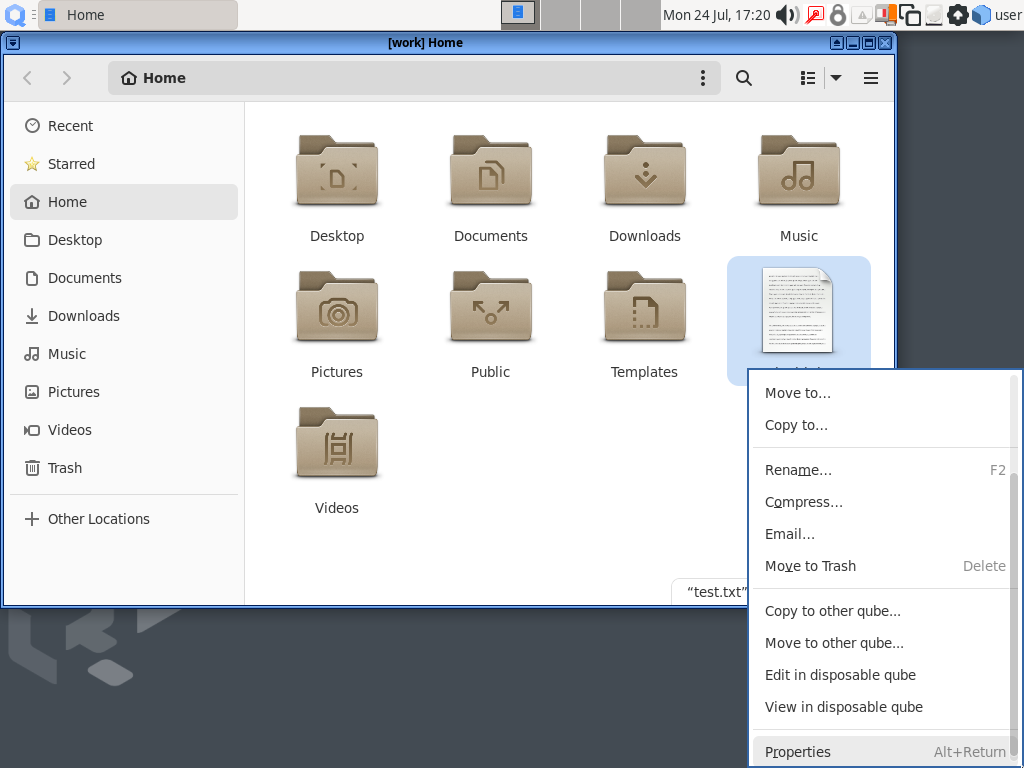 Home
Mon 24 Jul, 17:20
user
[work] Home
Home
Recent
Starred
Home
Desktop
Documents
Downloads
Music
Pictures
Videos
Trash
Other Locations
Desktop
Documents
Downloads
Music
Pictures
Public
Templates
Videos
“test.txt”
Move to…
Copy to…
Rename… F2
Compress…
Email…
Move to Trash Delete
Copy to other qube...
Move to other qube...
Edit in disposable qube
View in disposable qube
Properties Alt+Return